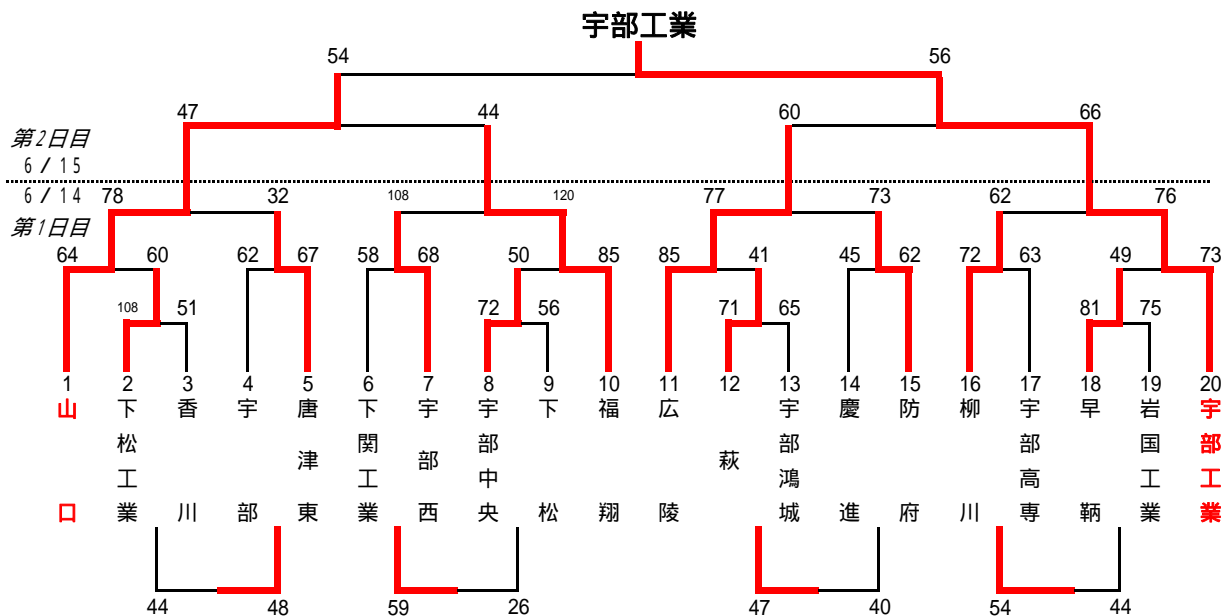 宇部工業
54 56
47 44 60 66
第2日目
6/15
6/14 78 32 108 120 77 73 62 76
第1日目
64 60 62 67 58 68 50 85 85 41 45 62 72 63 49 73
108 51 72 56 71 65 81 75
1 2 3 4 5 6 7 8 9 10 11 12 13 14 15 16 17 18 19 20
山口
下松工業
香川
宇部
唐津東
下関工業
宇部西
宇部中央
下松
福翔
広陵
萩
宇部鴻城
慶進
防府
柳川
宇部高専
早鞆
岩国工業
宇部工業
44 48 59 26 47 40 54 44